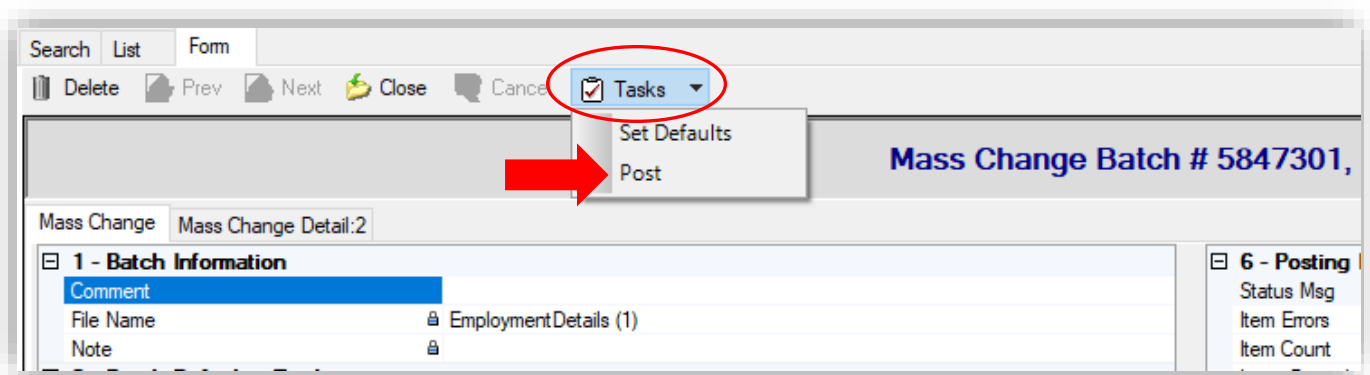 Search List Form
Delete Prev Next Close Cance Tasks
Set Defaults
Post
Mass Change Batch # 5847301,
Mass Change Mass Change Detail:2
1 - Batch Information
Comment
File Name EmploymentDetails (1)
Note
6 - Posting
Status Msg
Item Errors
Item Count